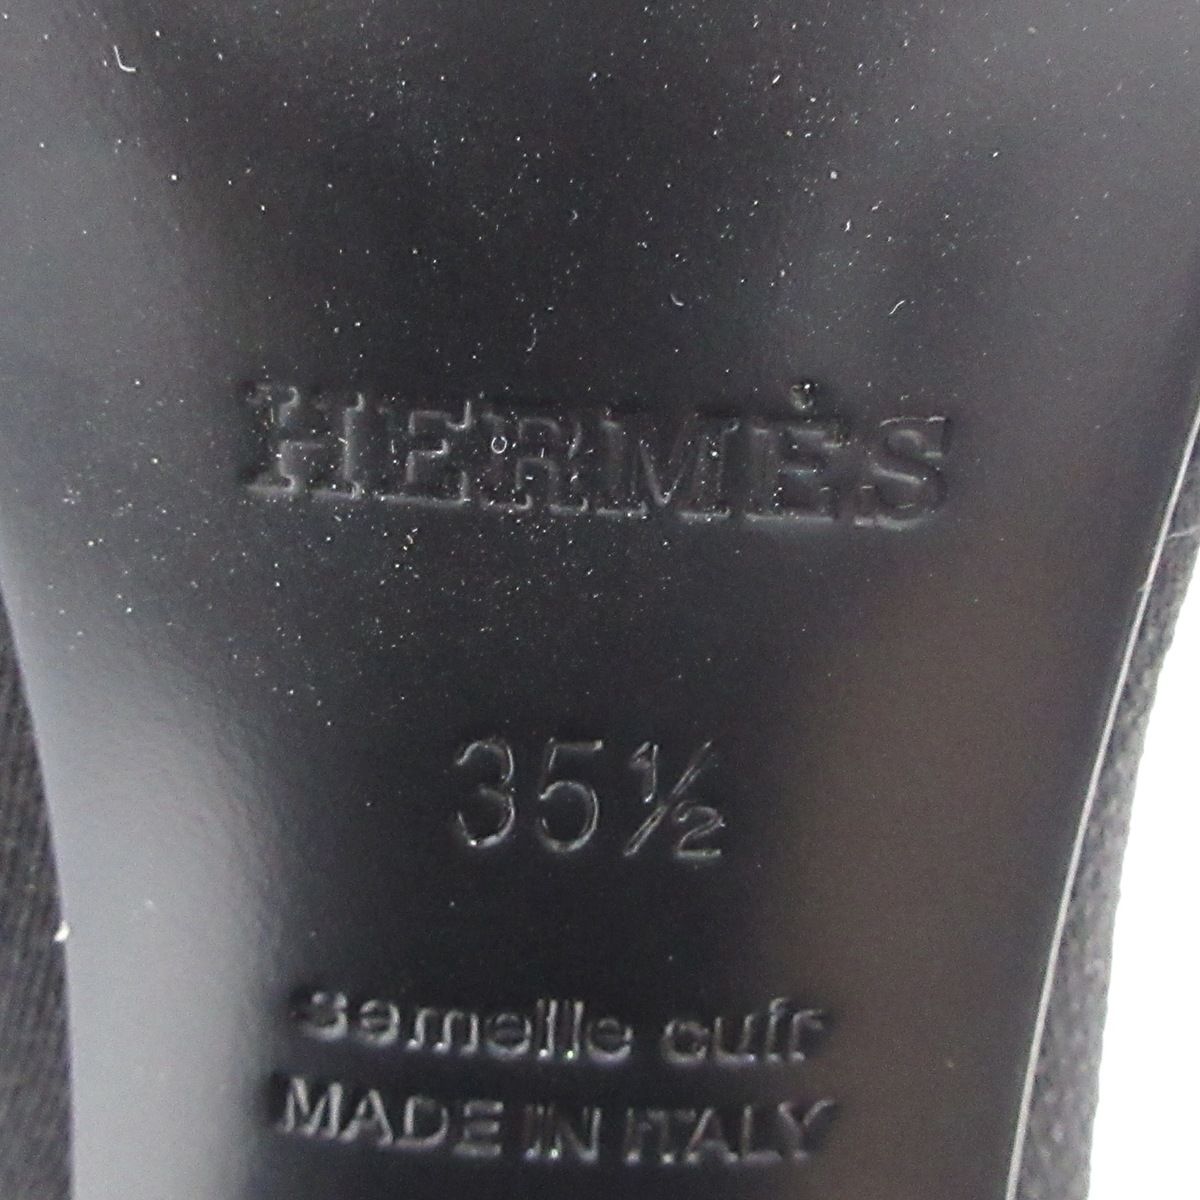 HERMÈS
35½
semelle cuir
MADE IN ITALY